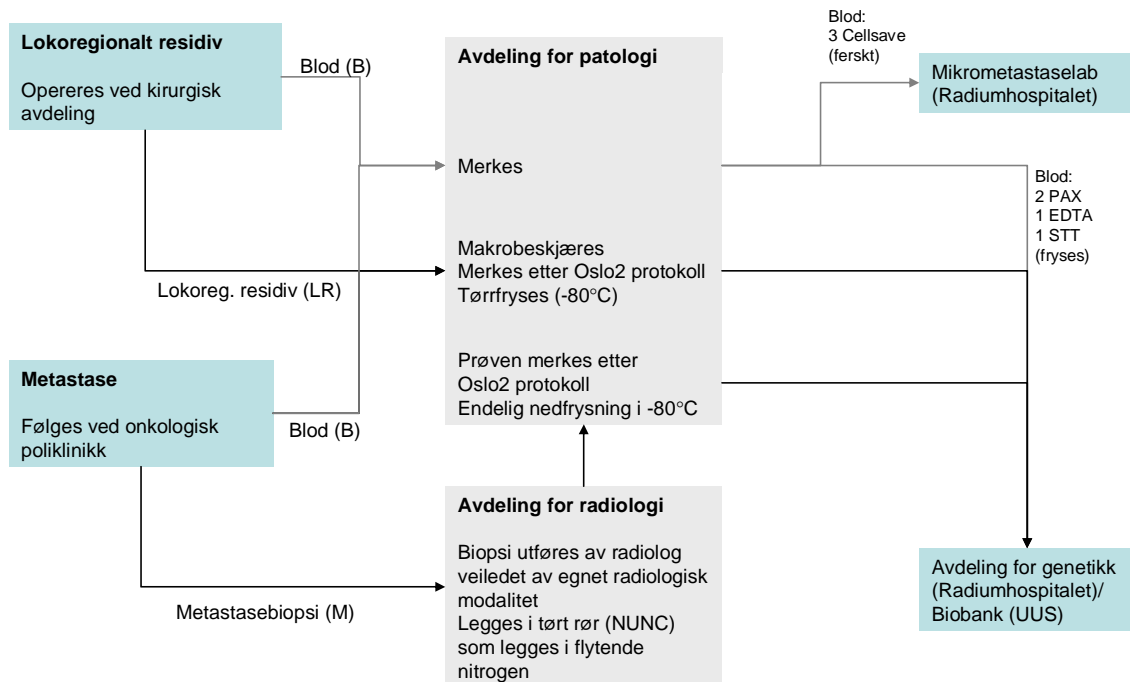 Lokoregionalt residiv
Opereres ved kirurgisk
avdeling
Blod (B)
Lokoreg. residiv (LR)
Metastase
Følges ved onkologisk
poliklinikk
Blod (B)
Metastasebiopsi (M)
Avdeling for patologi
Merkes
Makrobeskjæres
Merkes etter Oslo2 protokoll
Tørrfryses (-80°C)
Prøven merkes etter
Oslo2 protokoll
Endelig nedfrysning i -80°C
Avdeling for radiologi
Biopsi utføres av radiolog
veiledet av egnet radiologisk
modalitet
Legges i tørt rør (NUNC)
som legges i flytende
nitrogen
Blod:
3 Cellsave
(ferskt)
Mikrometastaselab
(Radiumhospitalet)
Blod:
2 PAX
1 EDTA
1 STT
(fryses)
Avdeling for genetikk
(Radiumhospitalet)/
Biobank (UUS)